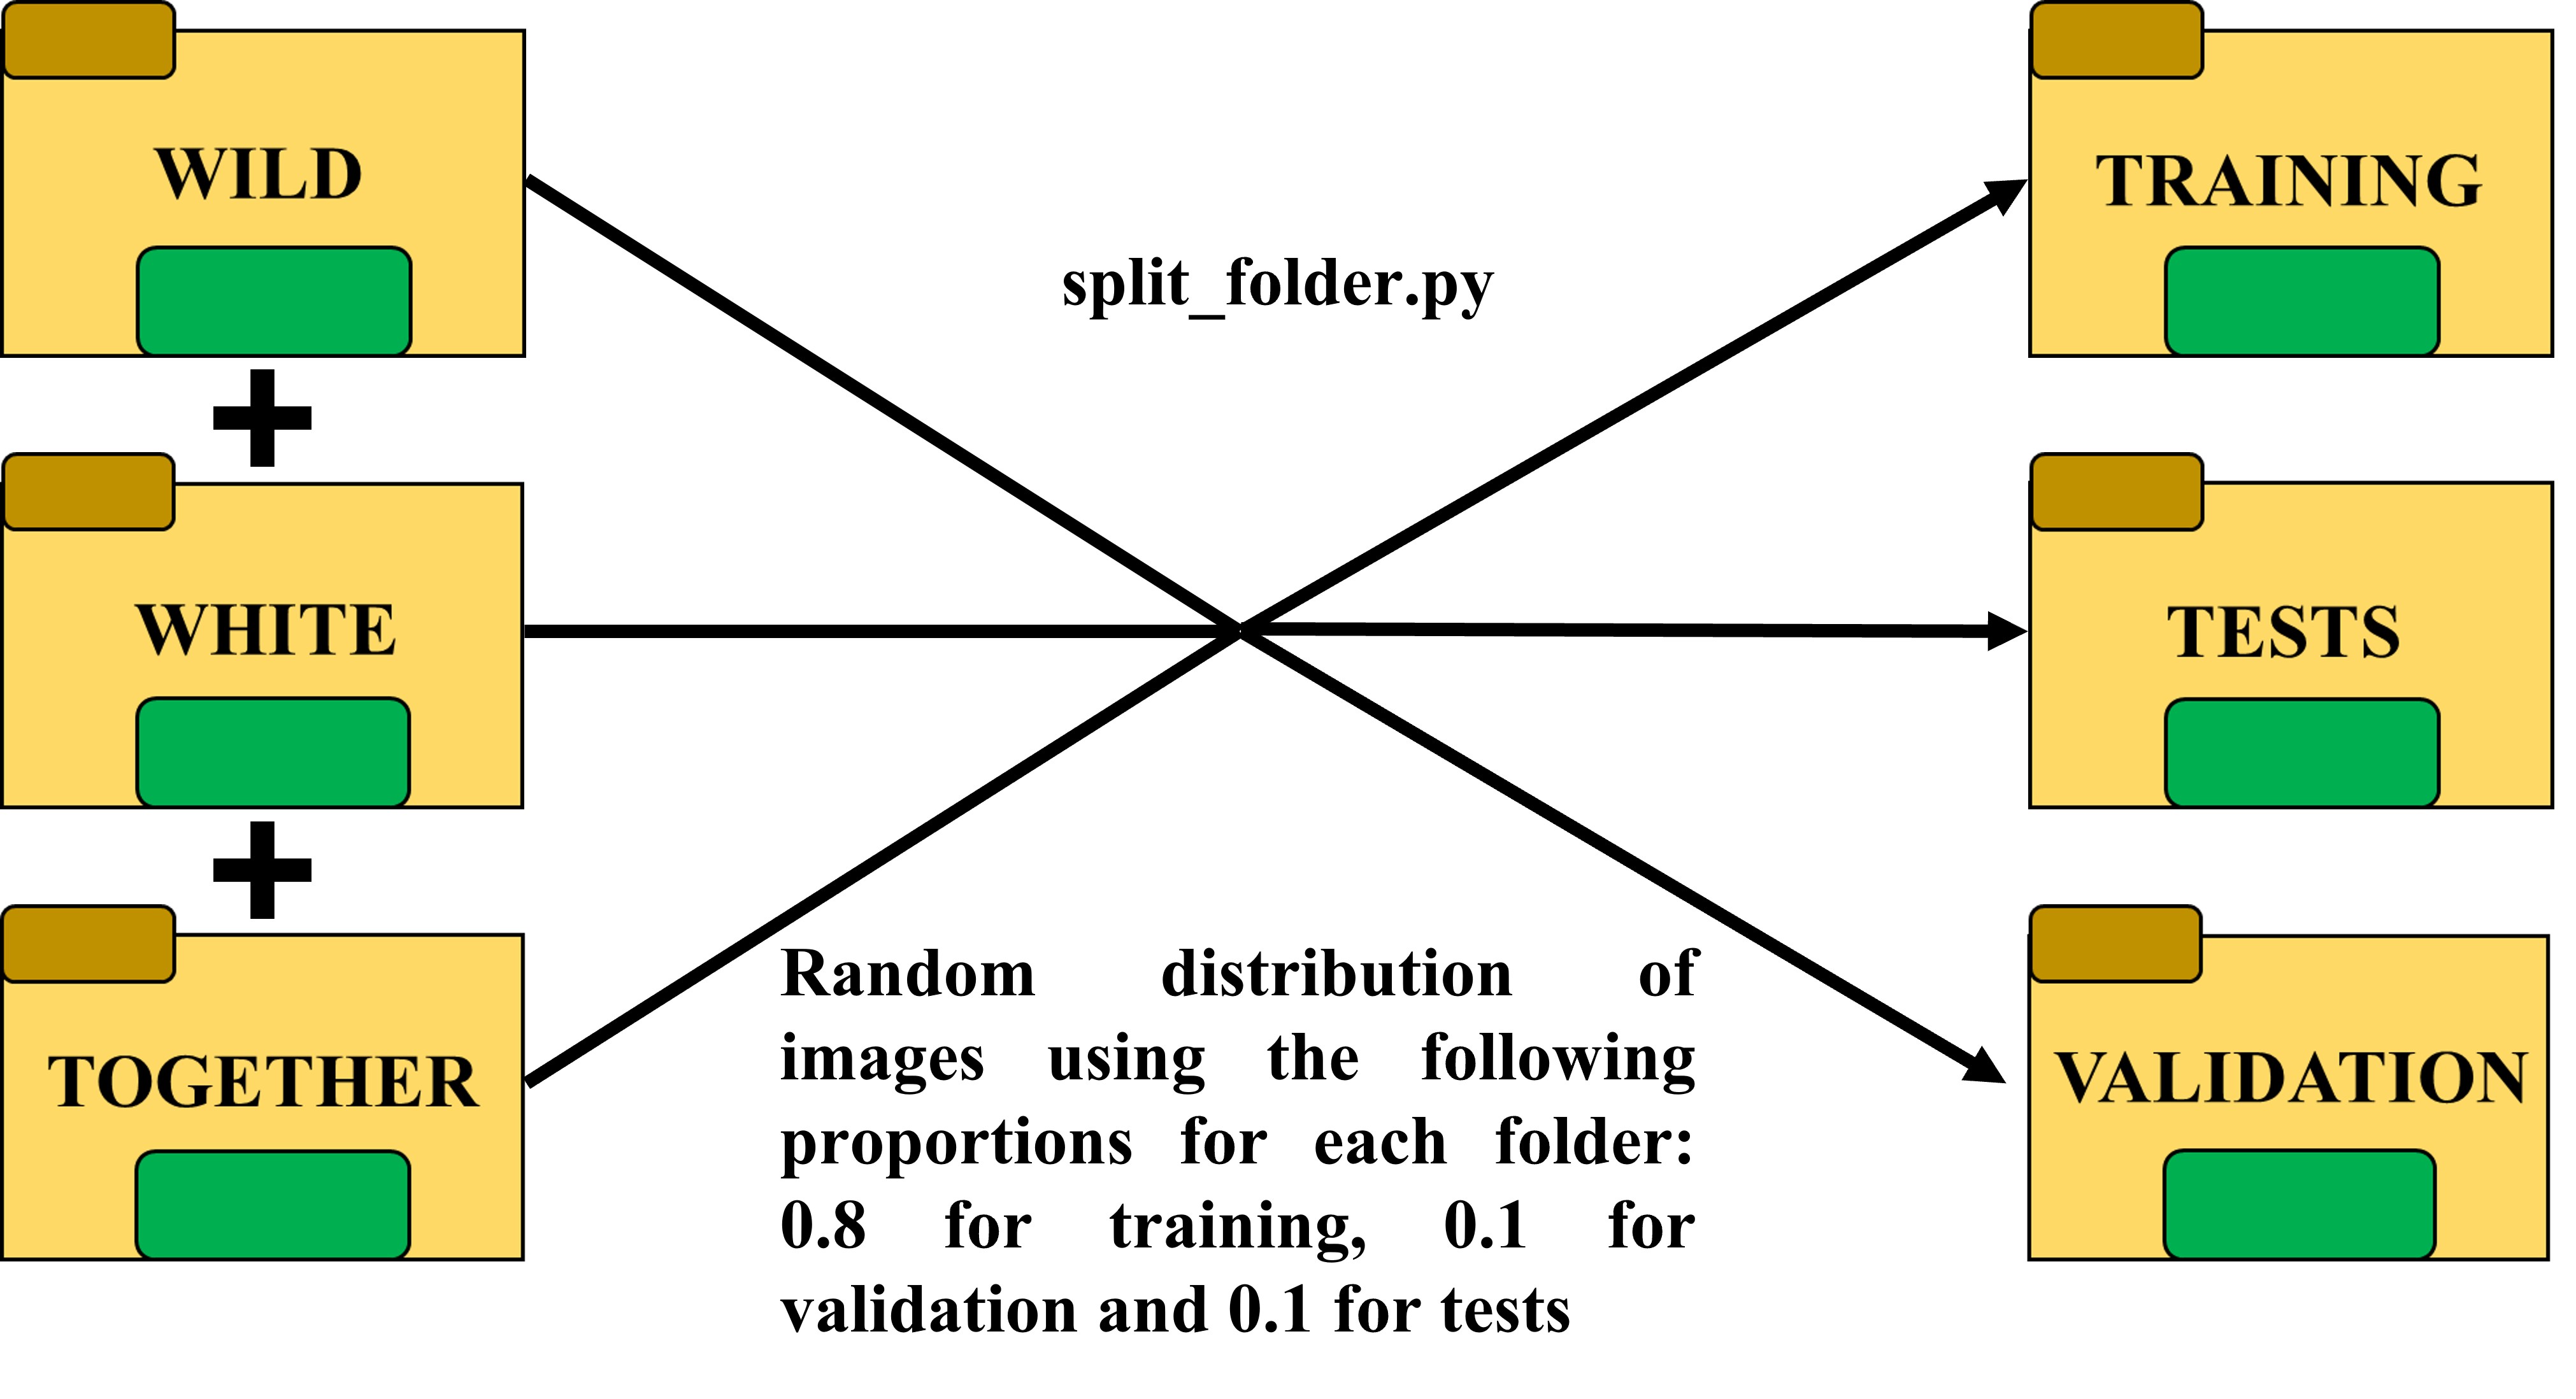 WILD
TRAINING
split_folder.py
WHITE
TESTS
TOGETHER
VALIDATION
Random distribution of
images using the following
proportions for each folder:
0.8 for training, 0.1 for
validation and 0.1 for tests